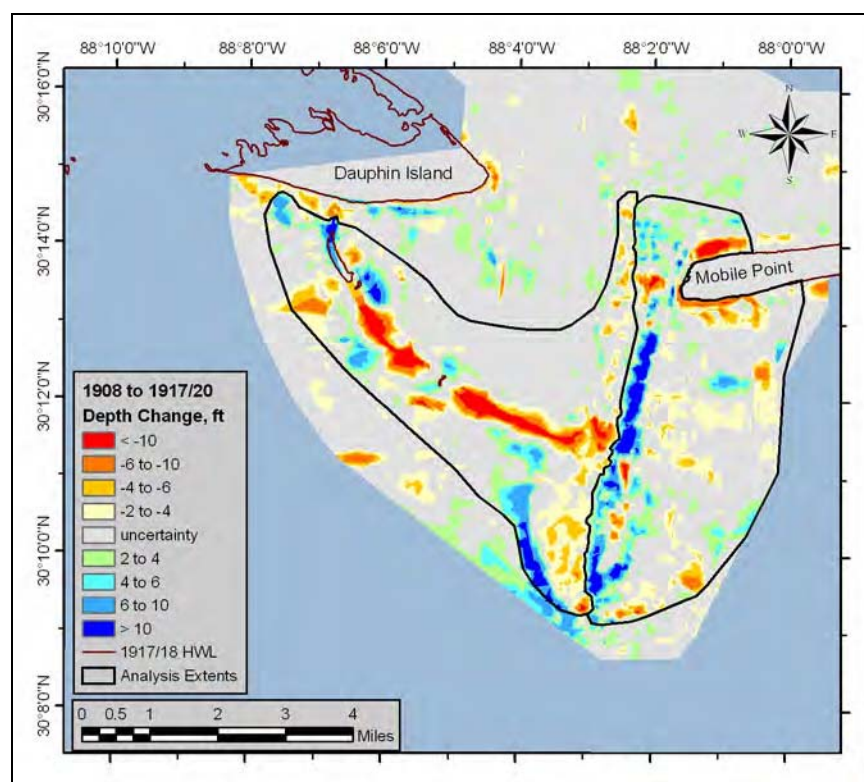 88°10'0"W 88°8'0"W 88°6'0"W 88°4'0"W 88°2'0"W 88°0'0"W
30°16'0"N
N
W E
S
Dauphin Island
30°14'0"N
Mobile Point
30°12'0"N
1908 to 1917/20
Depth Change, ft
< -10
-6 to -10
-4 to -6
-2 to -4
uncertainty
2 to 4
4 to 6
6 to 10
> 10
1917/18 HWL
Analysis Extents
30°10'0"N
30°8'0"N
0 0.5 1 2 3 4
Miles